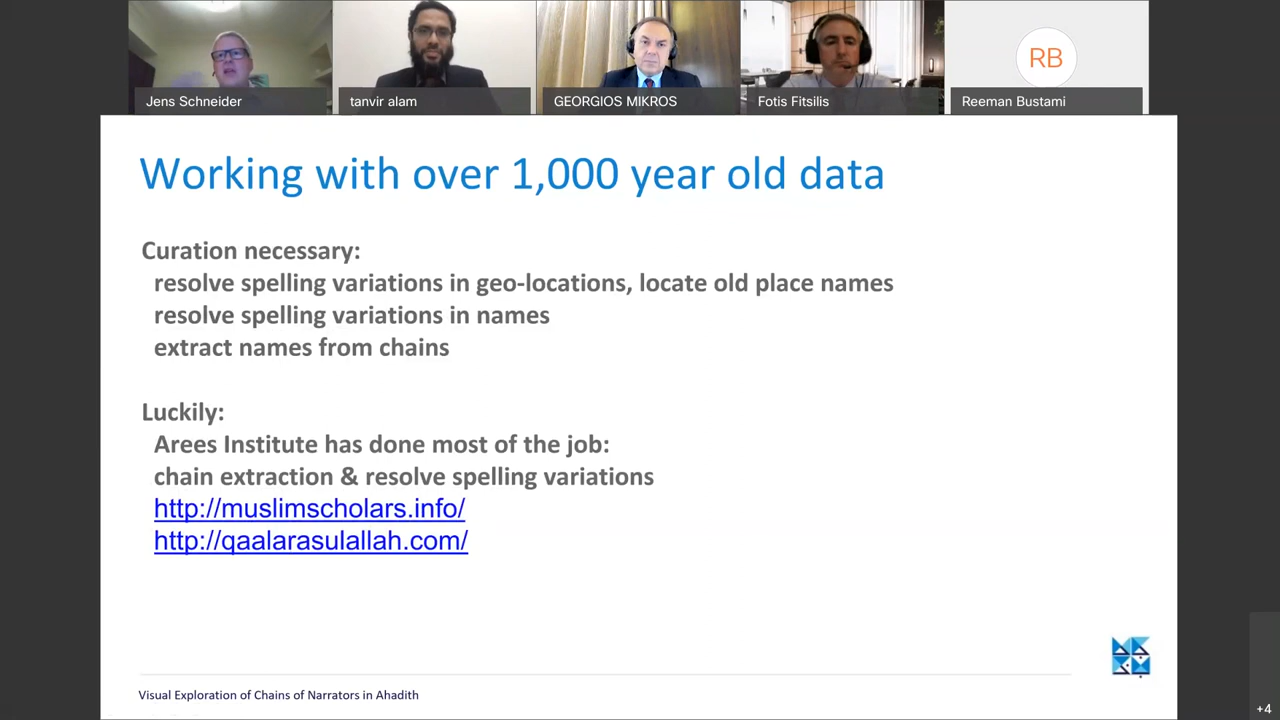 Jens Schneider
tanvir alam
GEORGIOS MIKROS
Fotis Fitsilis
RB
Reeman Bustami
Working with over 1,000 year old data
Curation necessary:
resolve spelling variations in geo-locations, locate old place names
resolve spelling variations in names
extract names from chains
Luckily:
Arees Institute has done most of the job:
chain extraction & resolve spelling variations
http://muslimscholars.info/
http://qaalarasulallah.com/
Visual Exploration of Chains of Narrators in Ahadith
+4